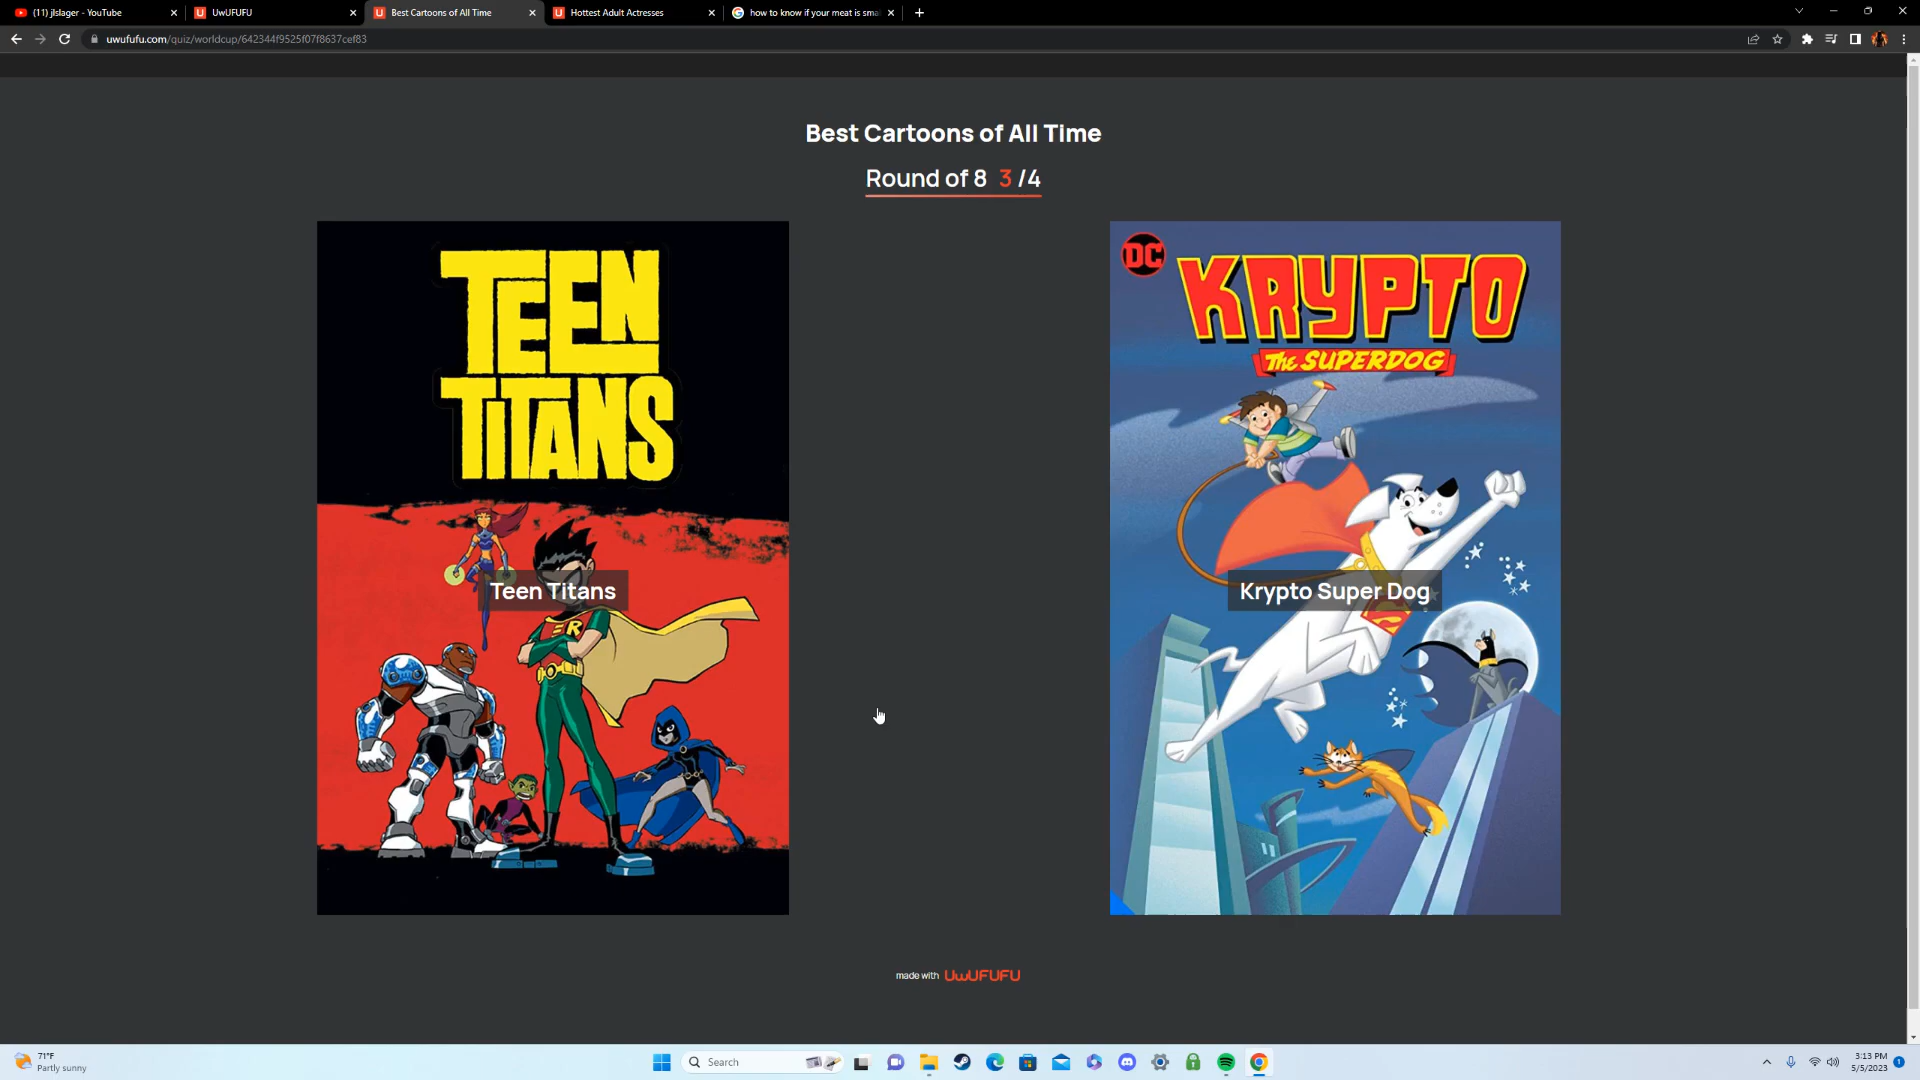 (11) jlslager - YouTube
UwUFUFU
Best Cartoons of All Time
Hottest Adult Actresses
how to know if your meat is smal
uwufufu.com/quiz/worldcup/642344f9525f07f8637cef83
Best Cartoons of All Time
Round of 8 3 /4
TEEN
TITANS
R
Teen Titans
DC
KRYPTO
The SUPERDOG
S
Krypto Super Dog
made with UwUFUFU
71°F
Partly sunny
Search
3:13 PM
5/5/2023
1